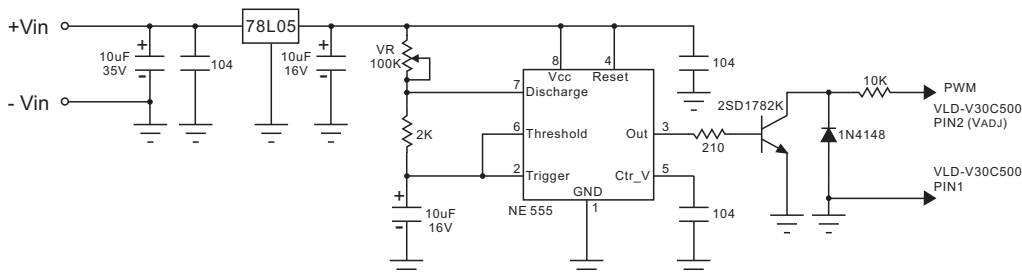 +Vin
- Vin
+
10uF
35V
-
104
78L05
+
10uF
16V
-
VR
100K
2K
+
10uF
16V
-
8
Vcc
4
Reset
7
Discharge
6
Threshold
2
Trigger
Out
3
Ctr_V
5
GND
1
NE 555
104
210
104
2SD1782K
1N4148
10K
PWM
VLD-V30C500
PIN2 (VADJ)
VLD-V30C500
PIN1